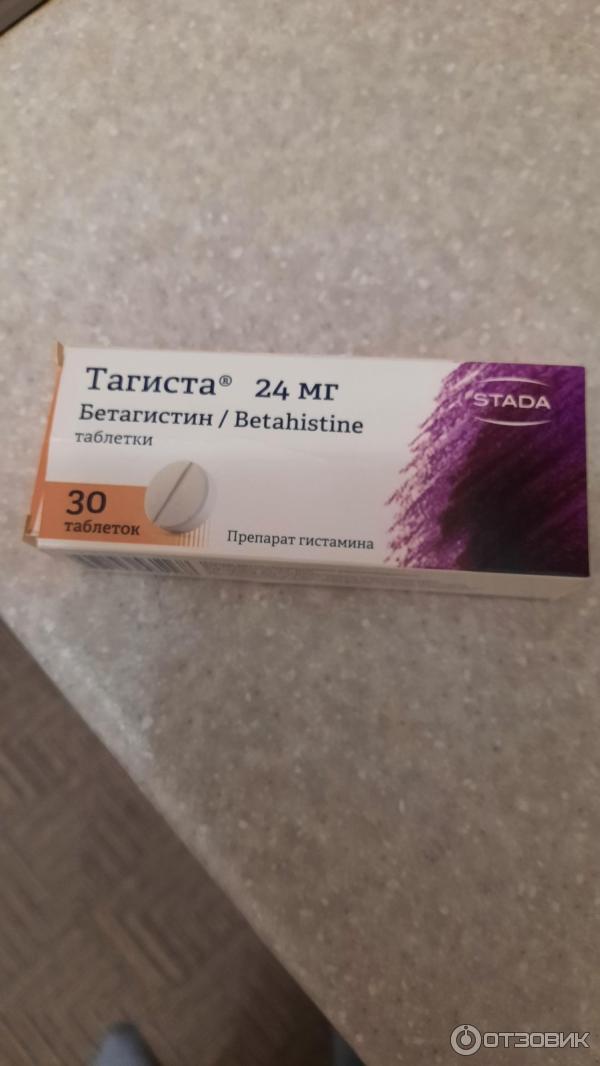 Тагиста® 24 мг
STADA
Бетагистин / Betahistine
таблетки
30
таблеток
Препарат гистамина
ОТЗОВИК